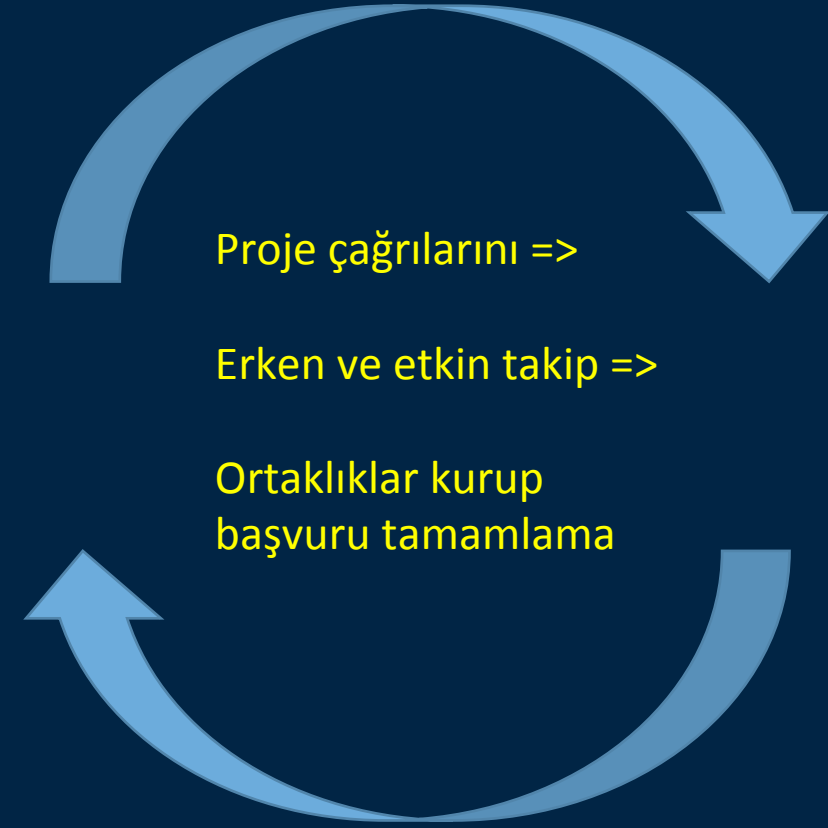 Proje çağrılarını =>
Erken ve etkin takip =>
Ortaklıklar kurup
başvuru tamamlama